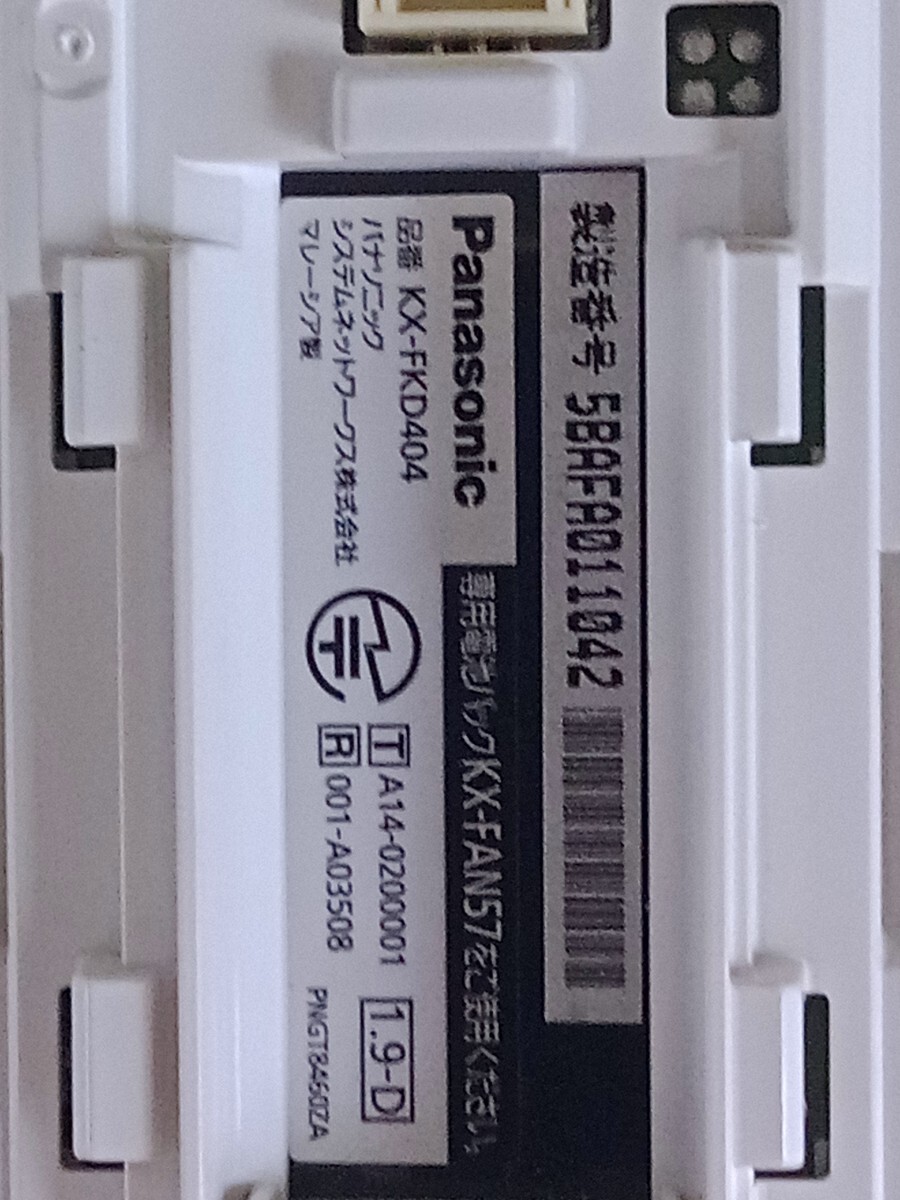 製造番号 5BAFA011042
Panasonic
専用電池パックKX-FAN57をご使用ください。
品番 KX-FKD404
パナソニック
システムネットワークス株式会社
マレーシア製
T A14-0200001
R 001-A03508
1.9-D
PNGT8460ZA